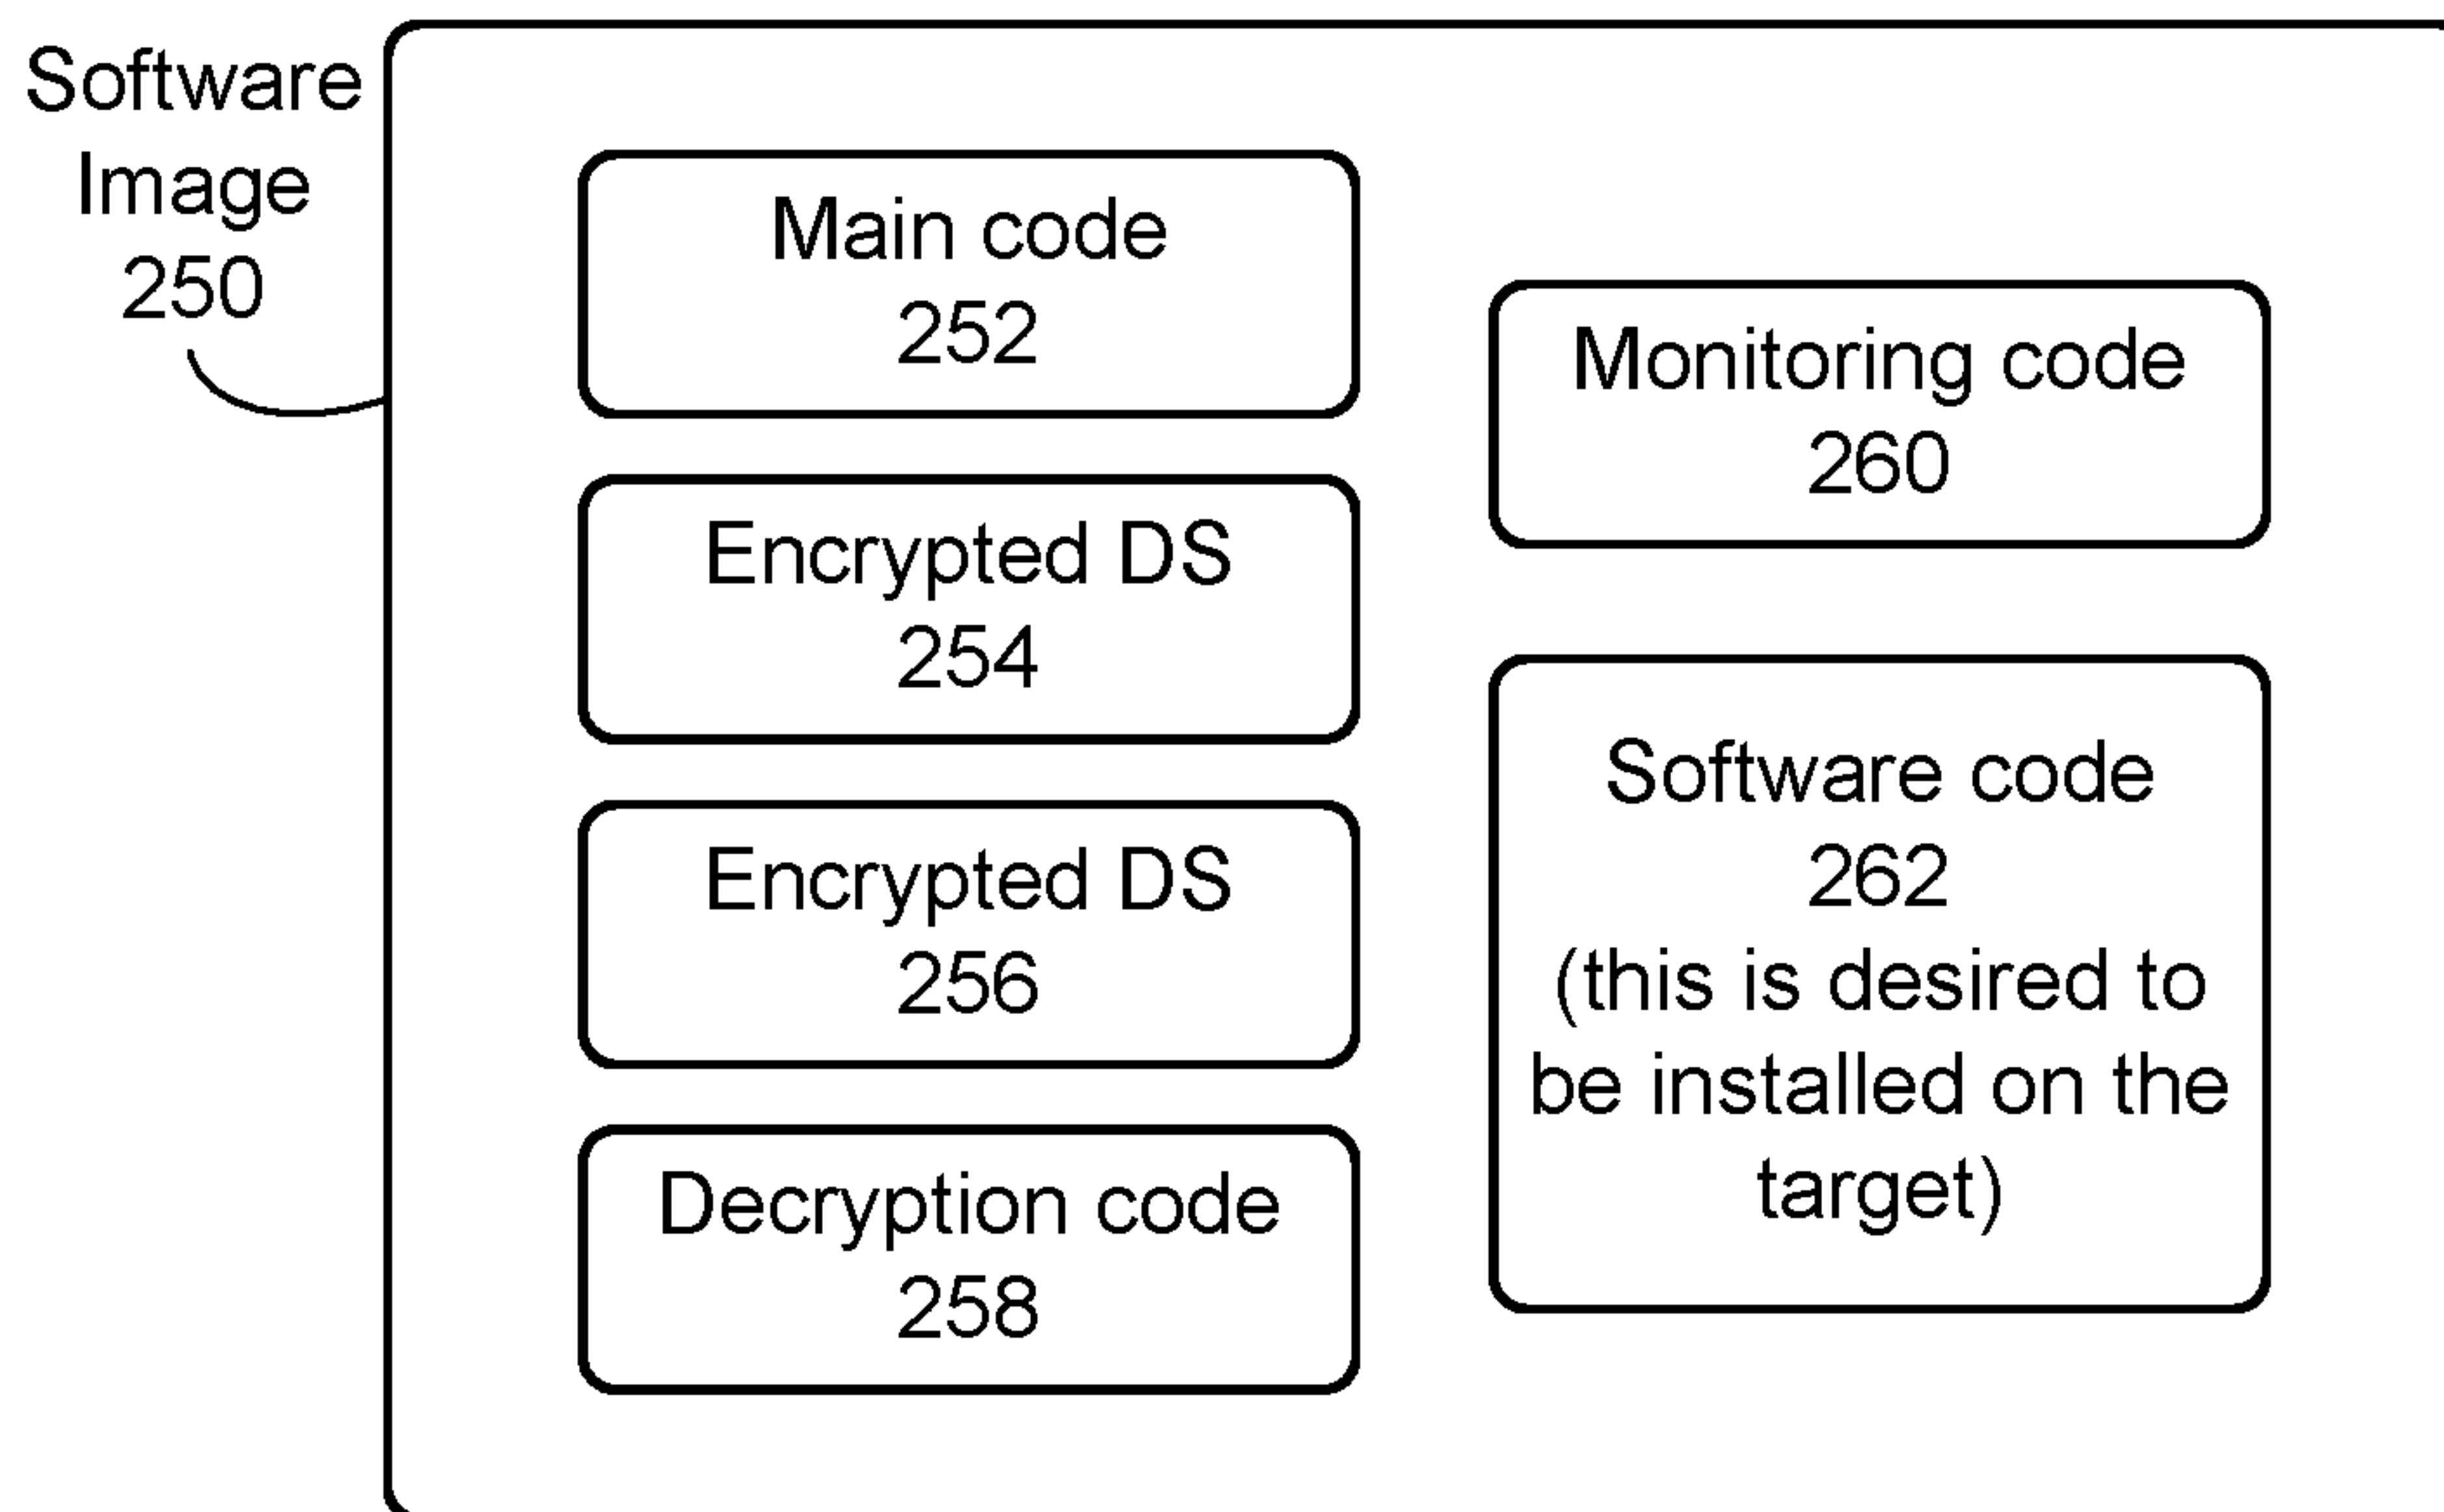 Software
Image
250
Main code
252
Encrypted DS
254
Encrypted DS
256
Decryption code
258
Monitoring code
260
Software code
262
(this is desired to
be installed on the
target)